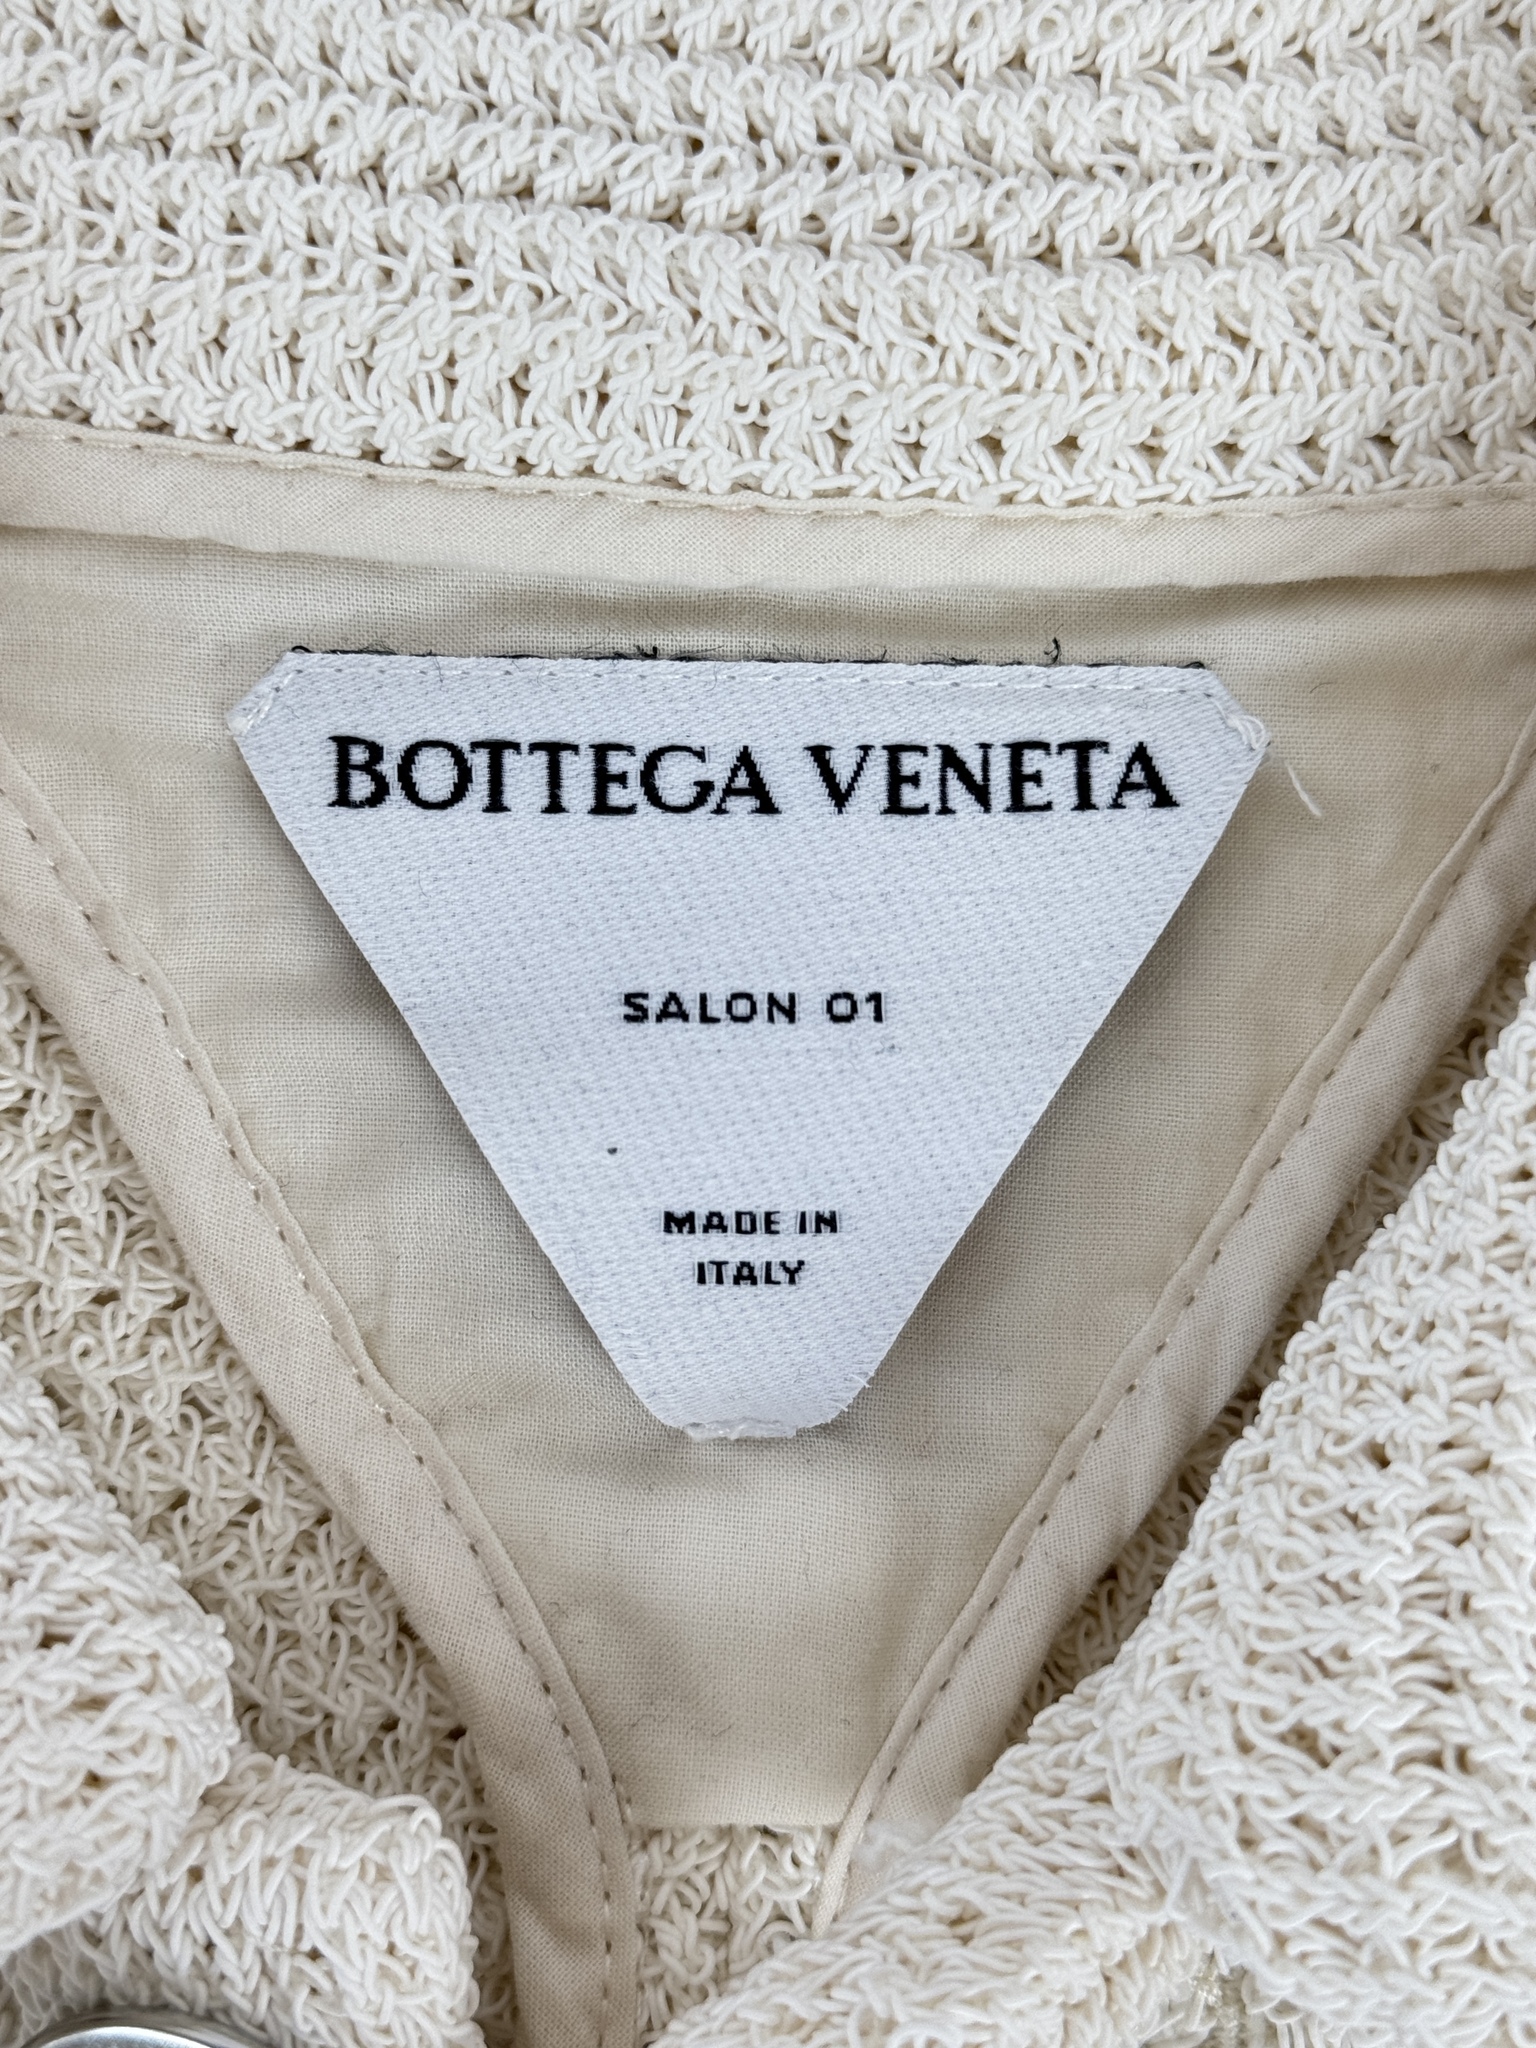 BOTTEGA VENETA
SALON 01
MADE IN
ITALY